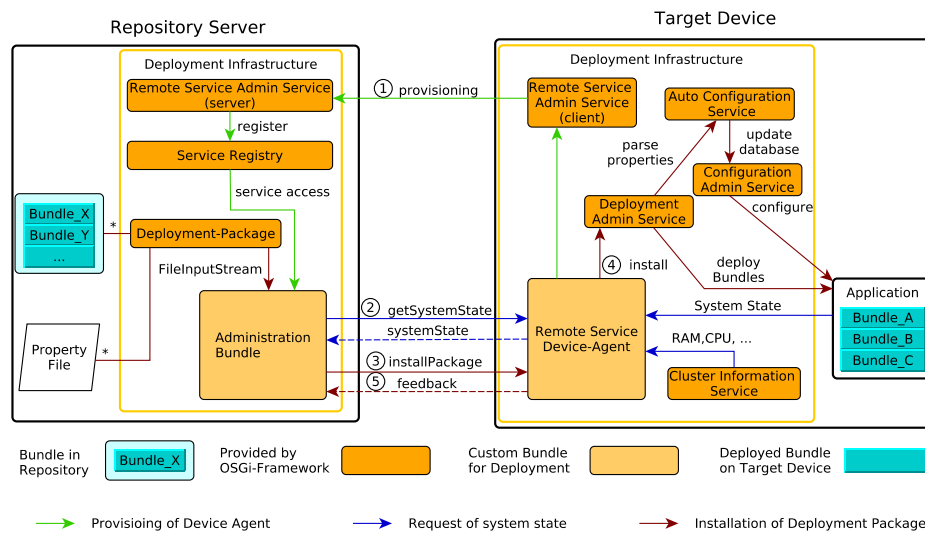 Repository Server
Target Device
Deployment Infrastructure
Remote Service Admin Service
(server)
register
Service Registry
service access
Bundle_X
Bundle_Y
...
*
Deployment-Package
FileInputStream
Property
File
*
Administration
Bundle
1 provisioning
2 getSystemState
systemState
3 installPackage
5 feedback
Deployment Infrastructure
Remote Service
Admin Service
(client)
Auto Configuration
Service
parse
properties
update
database
Configuration
Admin Service
Deployment
Admin Service
configure
4 install
deploy
Bundles
Remote Service
Device-Agent
System State
RAM,CPU, ...
Cluster Information
Service
Application
Bundle_A
Bundle_B
Bundle_C
Bundle in
Repository
Bundle_X
Provided by
OSGi-Framework
Custom Bundle
for Deployment
Deployed Bundle
on Target Device
Provisioing of Device Agent
Request of system state
Installation of Deployment Package